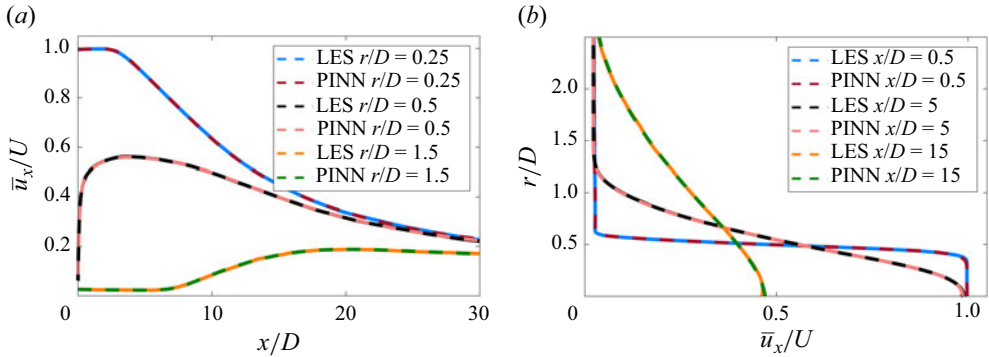 (a)
1.0
0.8
0.6
0.4
0.2
0
10
20
30
u̅ₓ/U
x/D
LES r/D = 0.25
PINN r/D = 0.25
LES r/D = 0.5
PINN r/D = 0.5
LES r/D = 1.5
PINN r/D = 1.5
(b)
2.0
1.5
1.0
0.5
0
0.5
1.0
r/D
u̅ₓ/U
LES x/D = 0.5
PINN x/D = 0.5
LES x/D = 5
PINN x/D = 5
LES x/D = 15
PINN x/D = 15